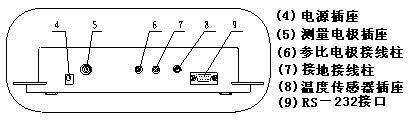 4 5 6 7 8 9
(4) 电源插座
(5) 测量电极插座
(6) 参比电极接线柱
(7) 接地接线柱
(8) 温度传感器插座
(9) RS-232接口